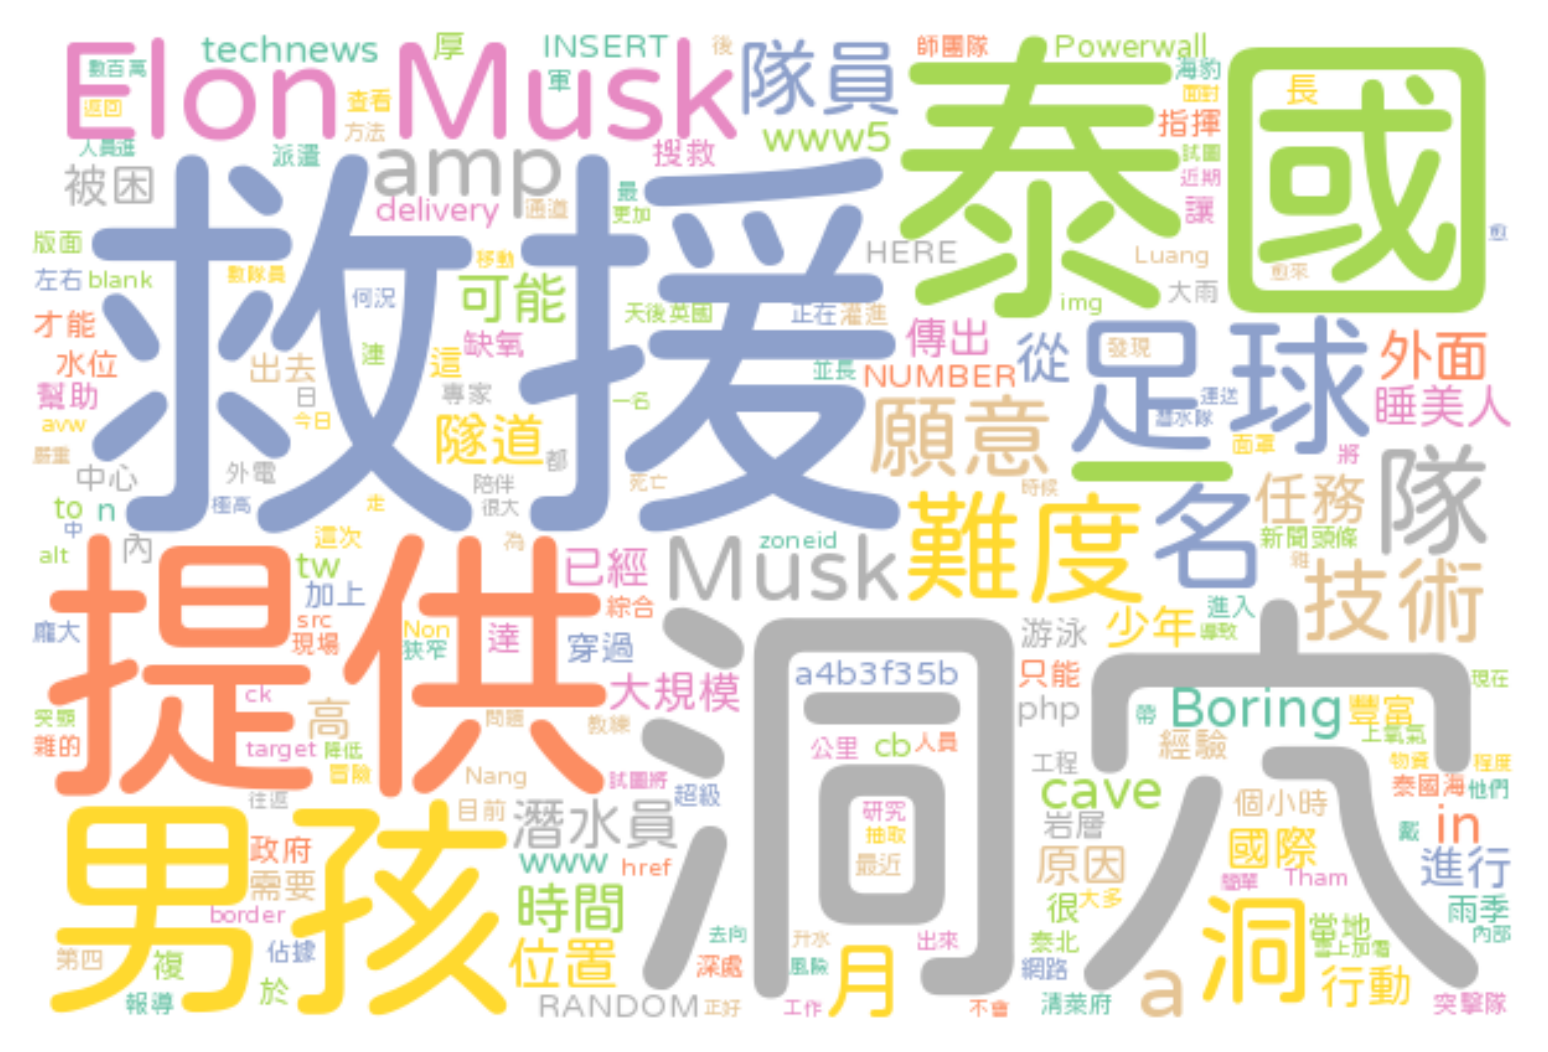 technews 厚 INSERT 後 隊員 師團隊 Powerwall
數百萬 Elon Musk 軍 泰國 海豹
返回 查看 面對 長
人員進 方法 www5 指揮
派遣 amp 搜救 試圖
被困 delivery 通道 最 近期
救援 更加 讓
版面 移動 HERE Luang 愈
左右 blank 數隊員 何況 可能 img 大雨 愈來
才能 天後 英國 正在 灌進 傳出 從 足球 發現 外面
水位 出去 連 這 缺氧 並長 NUMBER
幫助 日 專家 一名 願意 運送 睡美人
avw 今日 隧道 潛水隊
嚴重 都 面罩 將
中心 外電 陪伴 死亡 時候 一 任務 隊
to n 極高 走 很大 難度 名
中 這次 為 zoneid 新聞 頭條
alt 內 tw 已經 Musk 雜 技術
提供 加上 綜合 進入
龐大 src Non 達 穿過 游泳 少年 導致
現場 狹窄 洞穴
ck 大規模 a4b3f35b 只能 現在
突顯 高 問題 教練 php 帶 Boring 豐富
雜的 target 降低 公里 cb 人員 經驗 上氧氣
冒險 Nang 試圖將 工程 物資 程度
往返 目前 超級 cave 泰國海 他們
男孩 潛水員 研究 岩層 個小時 戴 in
政府 www href 抽取 原因 國際 進行
需要 最近 簡單 Tham
border 時間 很 大多 洞 雨季
佔據 去向 升水 出來 泰北 當地 內部
第四 複 位置 深處 風險 月 網路 雪上加霜
報導 於 RANDOM 正好 工作 不會 清萊府 a 行動 突擊隊